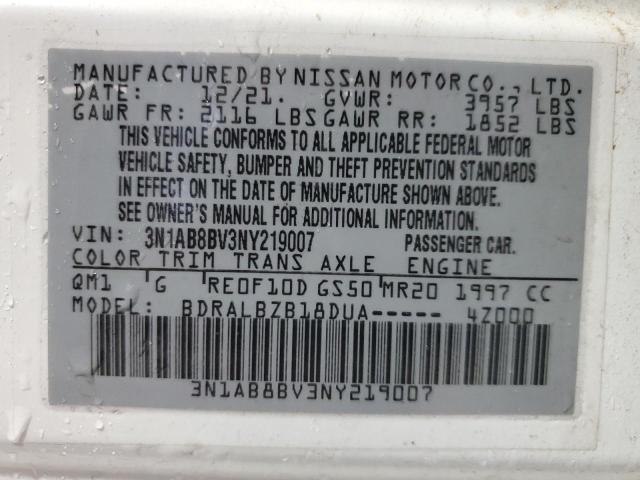 MANUFACTURED BY NISSAN MOTOR CO., LTD.
DATE: 12/21. GVWR: 3957 LBS
GAWR FR: 2116 LBS GAWR RR: 1852 LBS
THIS VEHICLE CONFORMS TO ALL APPLICABLE FEDERAL MOTOR
VEHICLE SAFETY, BUMPER AND THEFT PREVENTION STANDARDS
IN EFFECT ON THE DATE OF MANUFACTURE SHOWN ABOVE.
SEE OWNER'S MANUAL FOR ADDITIONAL INFORMATION.
VIN: 3N1AB8BV3NY219007 PASSENGER CAR.
COLOR TRIM TRANS AXLE ENGINE
QM1 G RE0F10D GS50 MR20 1997 CC
MODEL: BDRALBZB18DUA----- 4Z000
3N1AB8BV3NY219007